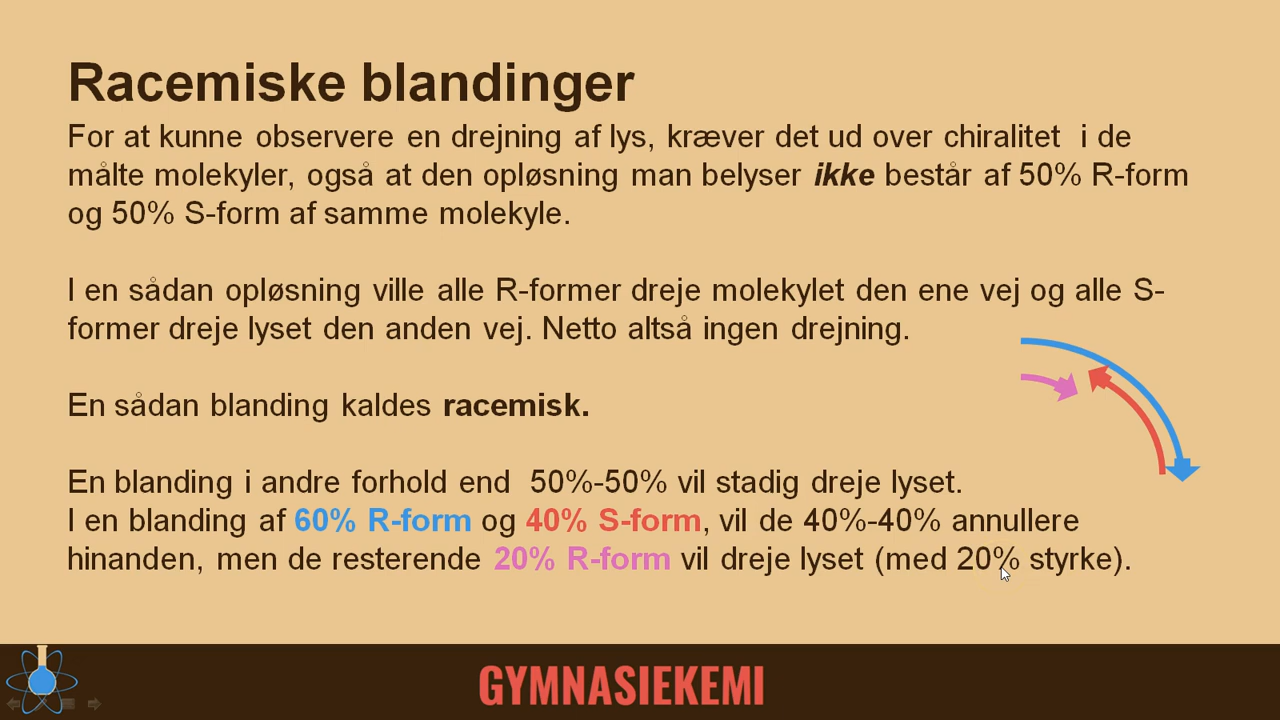 Racemiske blandinger
For at kunne observere en drejning af lys, kræver det ud over chiralitet i de
målte molekyler, også at den opløsning man belyser ikke består af 50% R-form
og 50% S-form af samme molekyle.
I en sådan opløsning ville alle R-former dreje molekylet den ene vej og alle S-
former dreje lyset den anden vej. Netto altså ingen drejning.
En sådan blanding kaldes racemisk.
En blanding i andre forhold end 50%-50% vil stadig dreje lyset.
I en blanding af 60% R-form og 40% S-form, vil de 40%-40% annullere
hinanden, men de resterende 20% R-form vil dreje lyset (med 20% styrke).
GYMNASIEKEMI